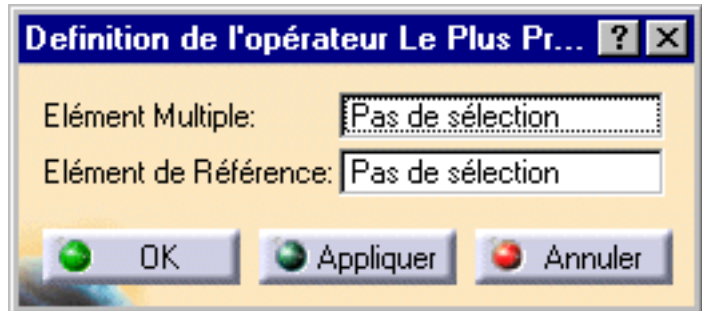 Definition de l'opérateur Le Plus Pr... ? X
Elément Multiple: Pas de sélection
Elément de Référence: Pas de sélection
OK Appliquer Annuler